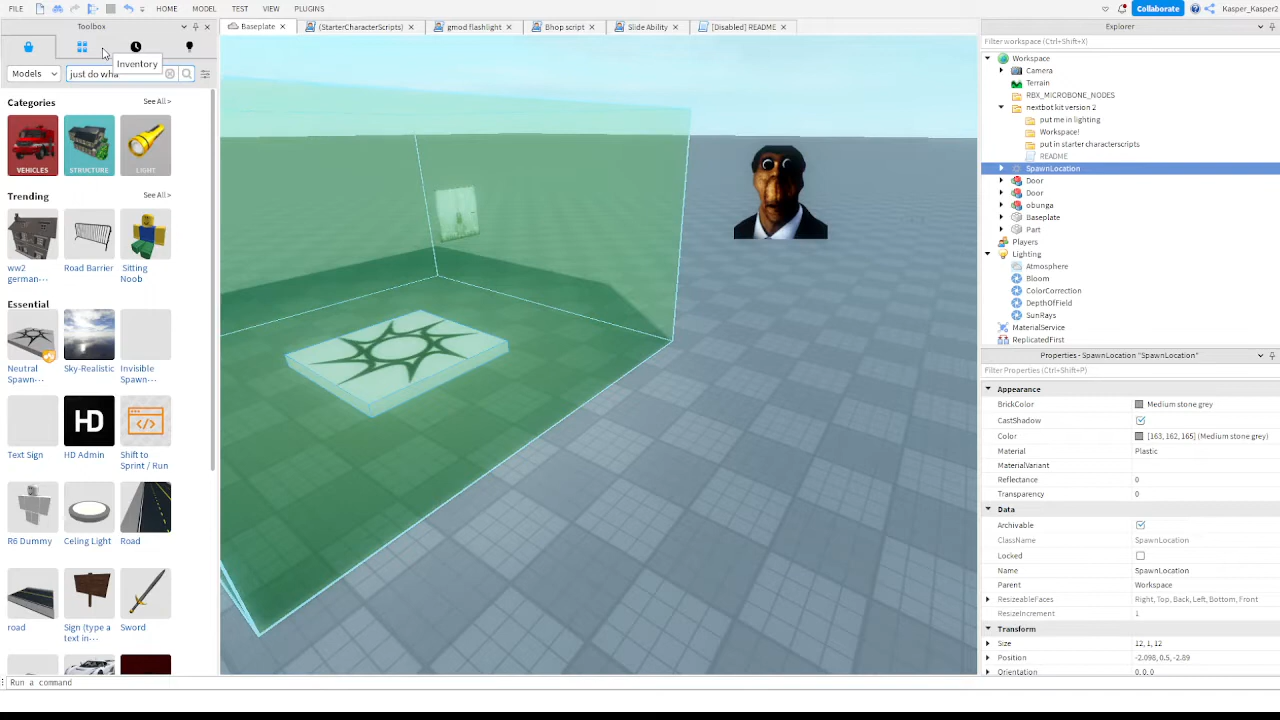 FILE HOME MODEL TEST VIEW PLUGINS Collaborate Kasper_Kasper2
Toolbox
Baseplate (StarterCharacterScripts) gmod flashlight Bhop script Slide Ability [Disabled] README
Explorer
Filter workspace (Ctrl+Shift+X)
Inventory
Models just do wha
Categories See All >
VEHICLES STRUCTURE LIGHT
Trending See All >
ww2 german-... Road Barrier Sitting Noob
Essential
Neutral Spawn-... Sky-Realistic Invisible Spawn-...
HD
Text Sign HD Admin Shift to Sprint / Run
R6 Dummy Celing Light Road
road Sign (type a text in-... Sword
Workspace
Camera
Terrain
RBX_MICROBONE_NODES
nextbot kit version 2
put me in lighting
Workspace!
put in starter characterscripts
README
SpawnLocation
Door
Door
obunga
Baseplate
Part
Players
Lighting
Atmosphere
Bloom
ColorCorrection
DepthOfField
SunRays
MaterialService
ReplicatedFirst
Properties - SpawnLocation "SpawnLocation"
Filter Properties (Ctrl+Shift+P)
Appearance
BrickColor Medium stone grey
CastShadow
Color [163, 162, 165] (Medium stone grey)
Material Plastic
MaterialVariant
Reflectance 0
Transparency 0
Data
Archivable
ClassName SpawnLocation
Locked
Name SpawnLocation
Parent Workspace
ResizeableFaces Right, Top, Back, Left, Bottom, Front
ResizeIncrement 1
Transform
Size 12, 1, 12
Position -2.098, 0.5, -2.89
Orientation 0, 0, 0
Run a command